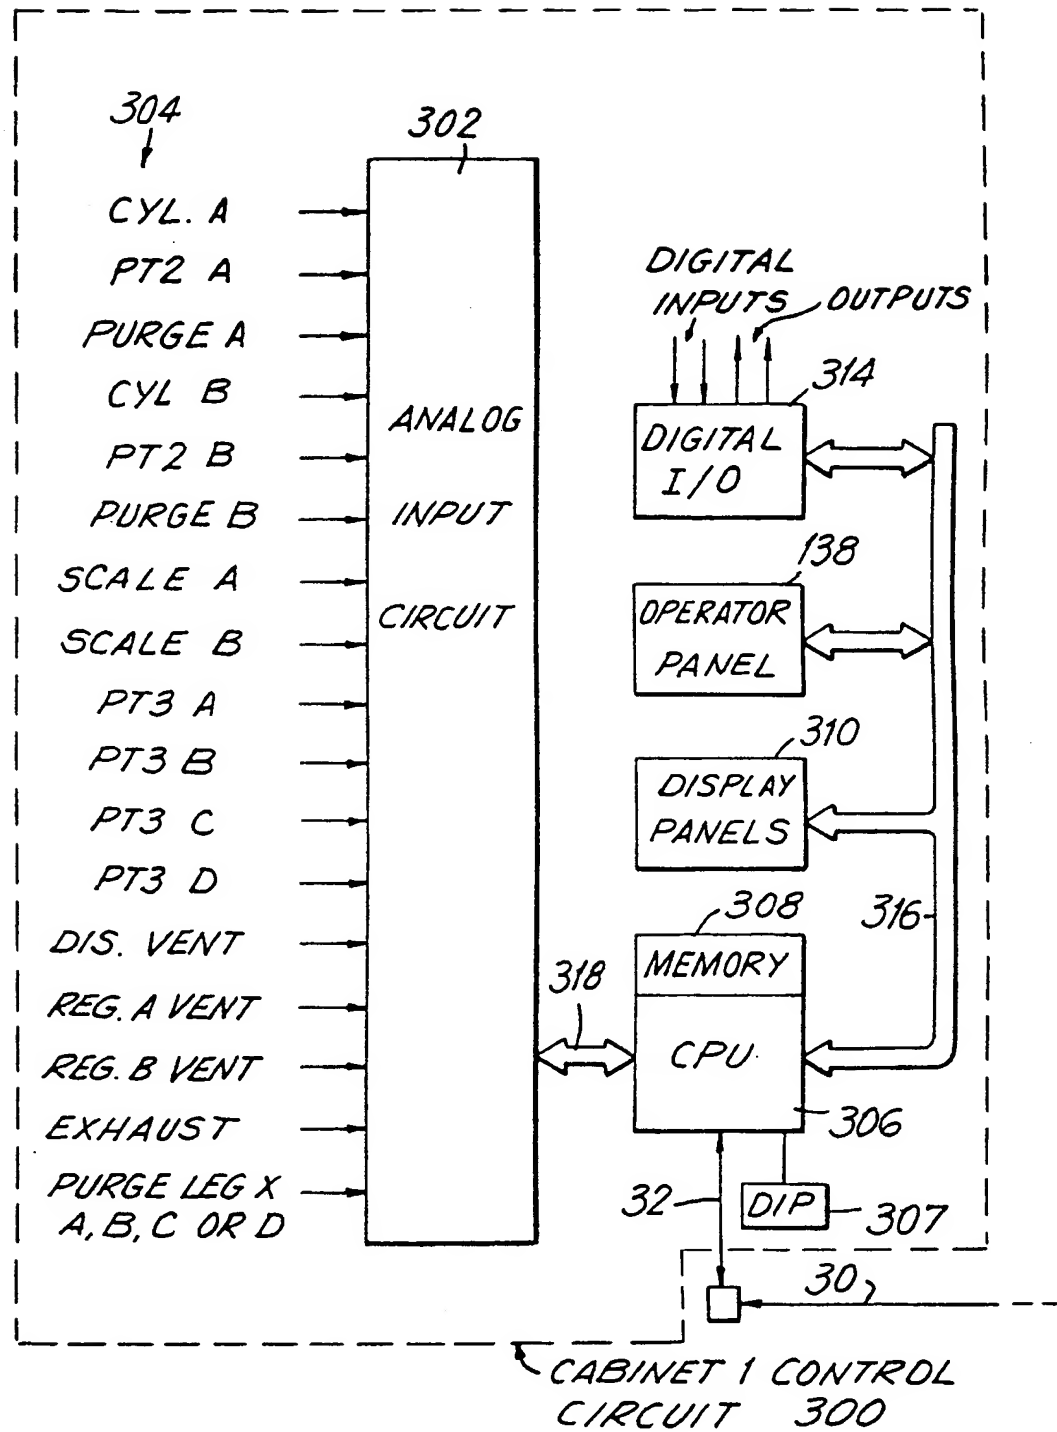 304
302
CYL. A
PT2 A
PURGE A
CYL B
PT2 B
PURGE B
SCALE A
SCALE B
PT3 A
PT3 B
PT3 C
PT3 D
DIS. VENT
REG. A VENT
REG. B VENT
EXHAUST
PURGE LEG X
A, B, C OR D
ANALOG
INPUT
CIRCUIT
DIGITAL
INPUTS OUTPUTS
314
DIGITAL
I/O
138
OPERATOR
PANEL
310
DISPLAY
PANELS
316
308
MEMORY
318
CPU
306
32
DIP
307
30
CABINET 1 CONTROL
CIRCUIT 300